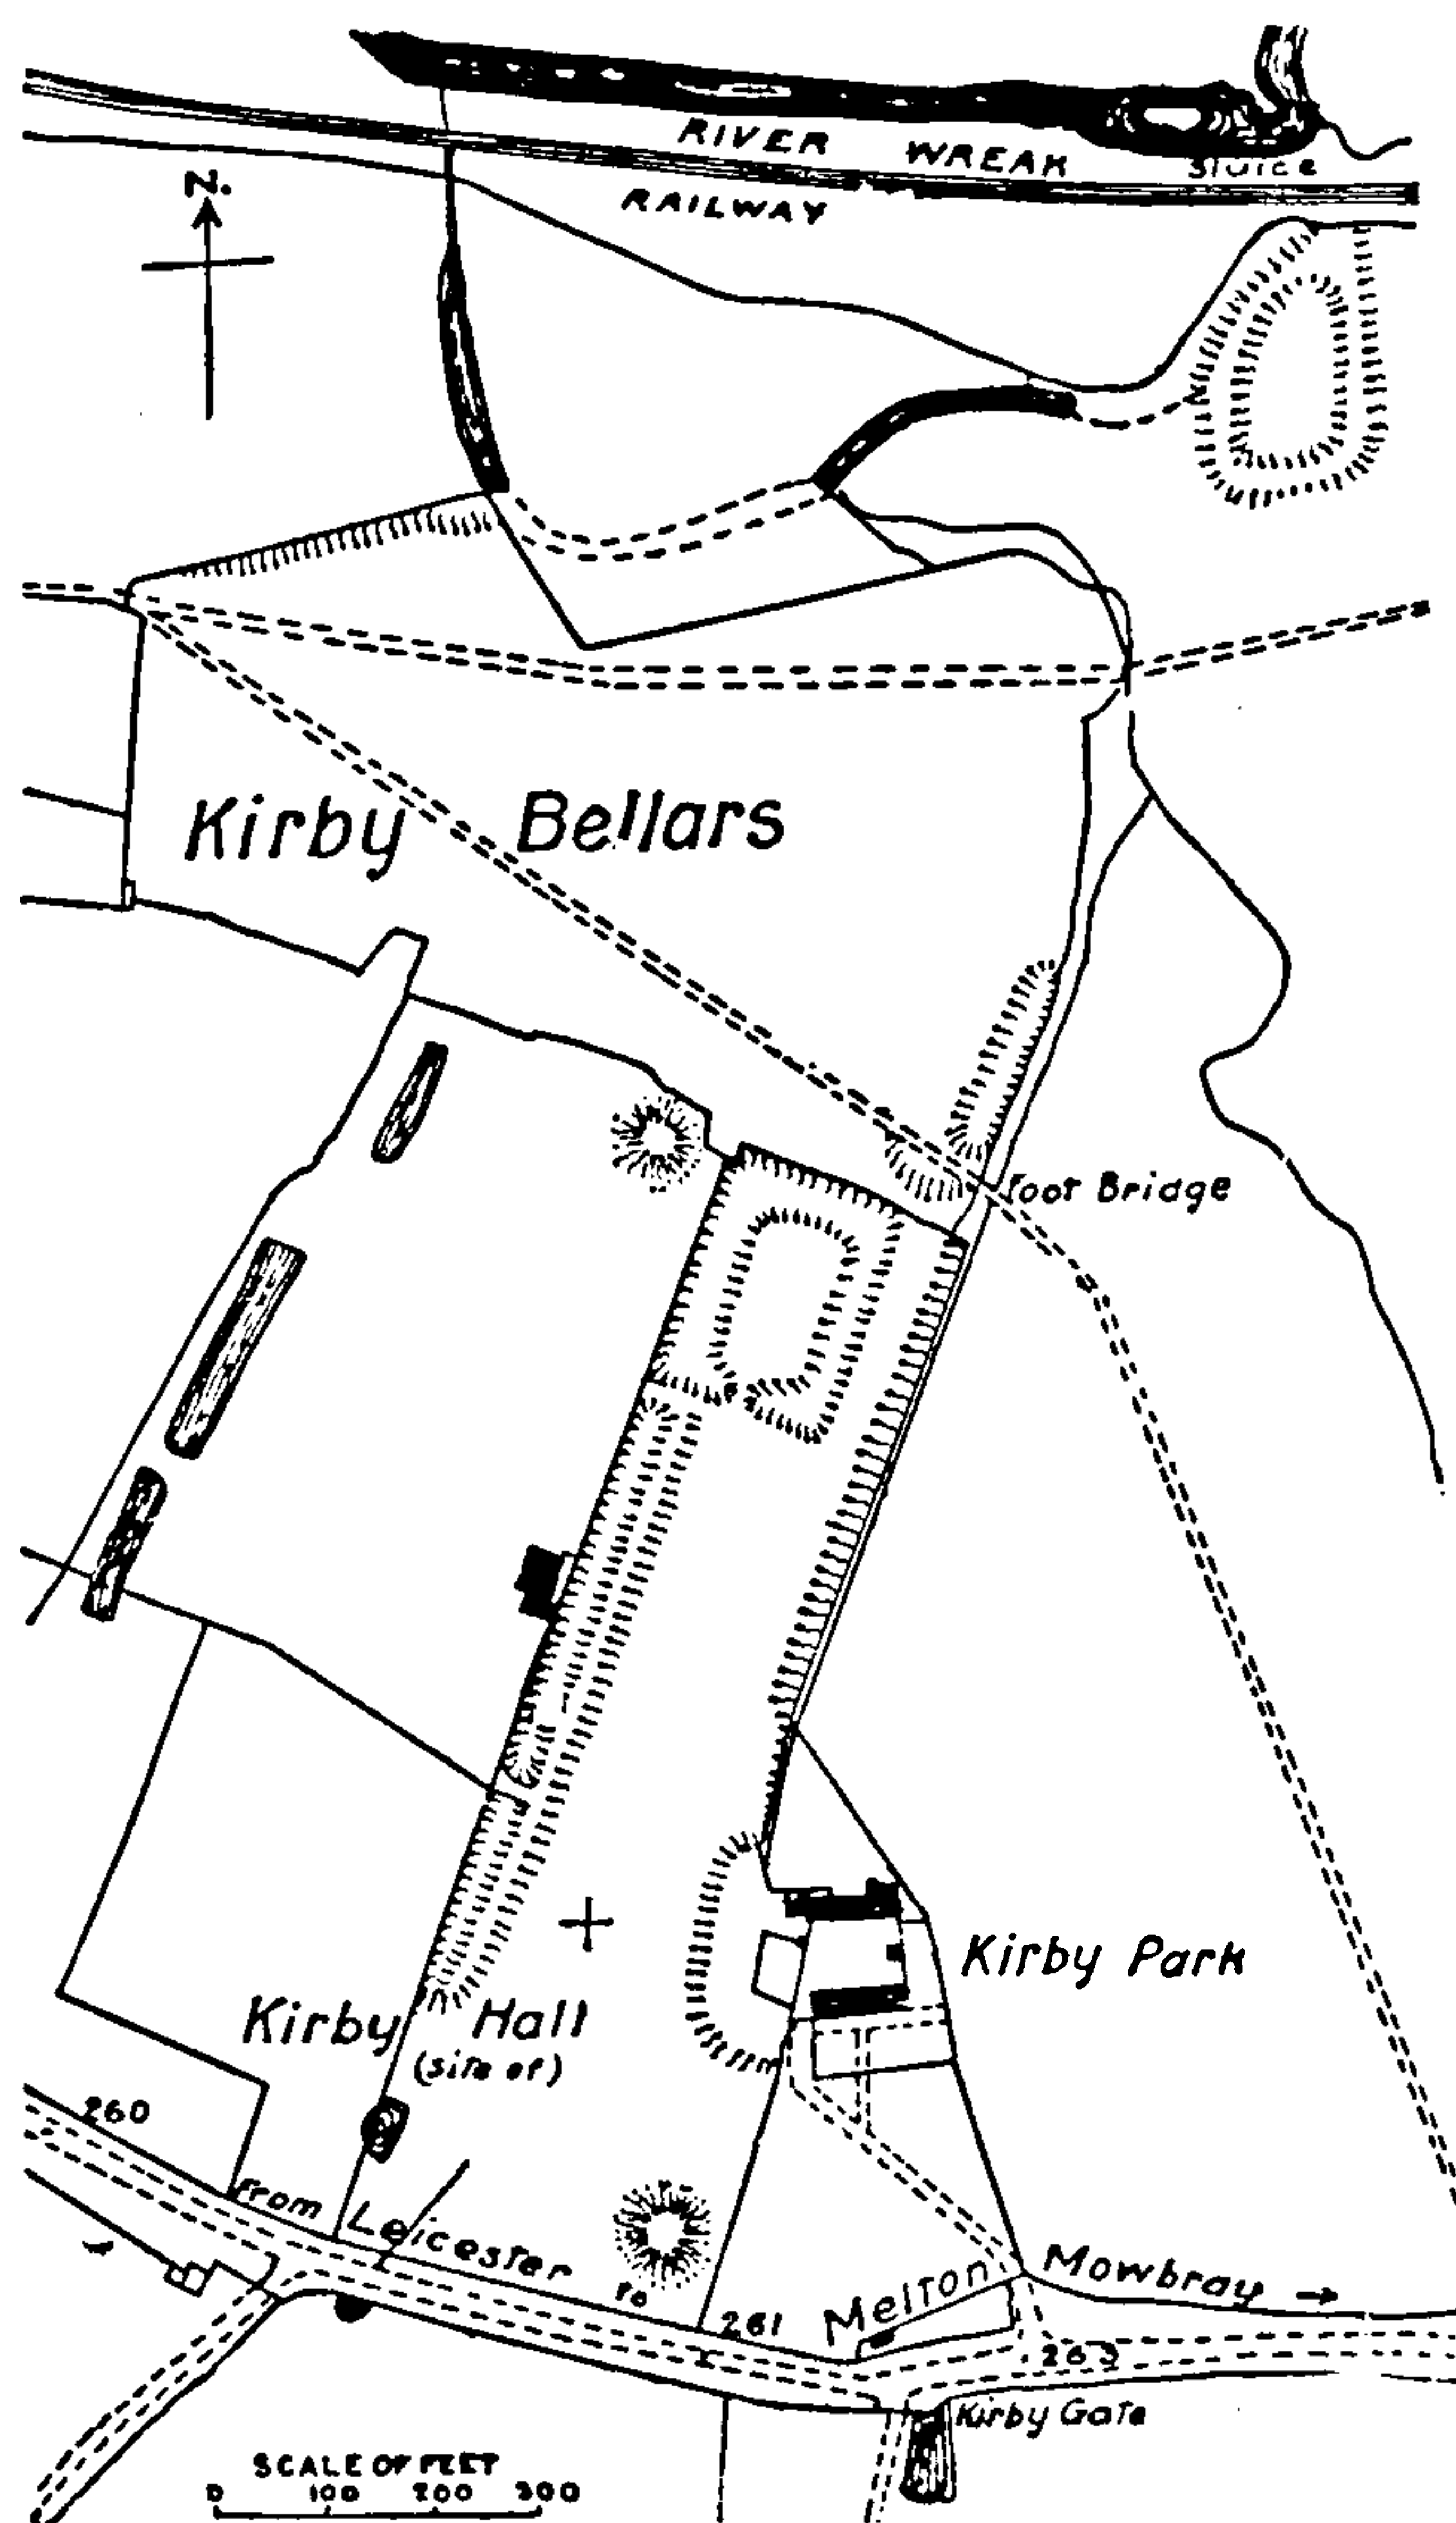 RIVER WREAK
Sluice
RAILWAY
N.
Kirby Bellars
Foot Bridge
Kirby Park
Kirby Hall
(site of)
260
From Leicester to Melton Mowbray →
261
263
Kirby Gate
SCALE OF FEET
0 100 200 300